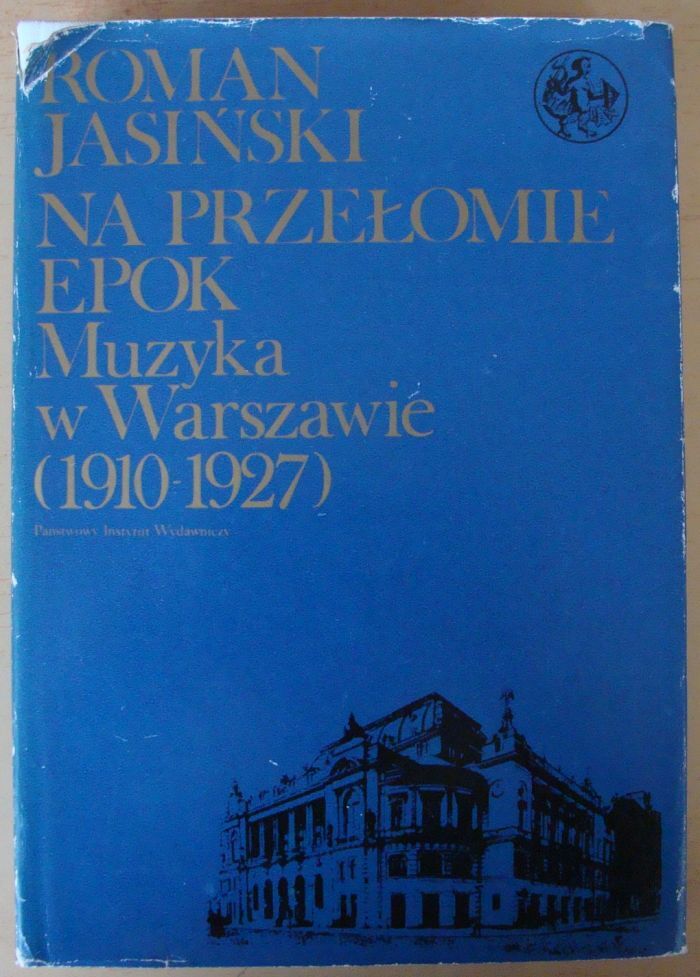 ROMAN
JASIŃSKI
NA PRZEŁOMIE
EPOK
Muzyka
w Warszawie
(1910-1927)
Państwowy Instytut Wydawniczy